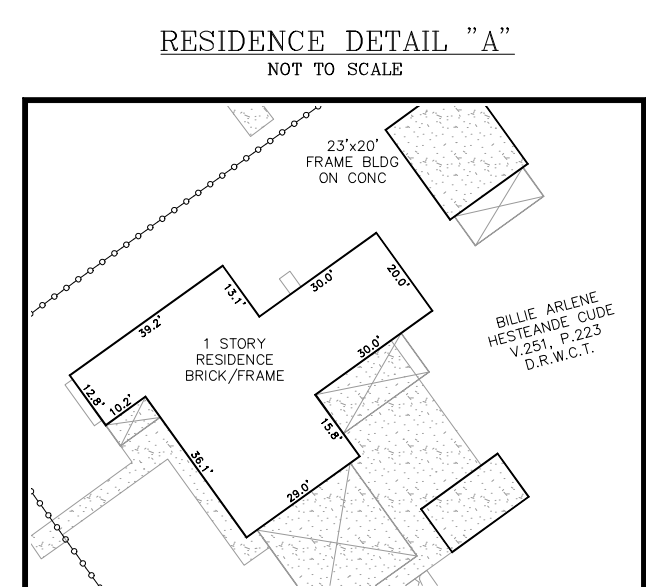 RESIDENCE DETAIL "A"
NOT TO SCALE
23'x20'
FRAME BLDG
ON CONC
39.2'
13.1'
30.0'
20.0'
1 STORY
RESIDENCE
BRICK/FRAME
30.0'
BILLIE ARLENE
HESTEANDE CUDE
V.251, P.223
D.R.W.C.T.
12.8'
10.2'
15.8'
36.1'
29.0'